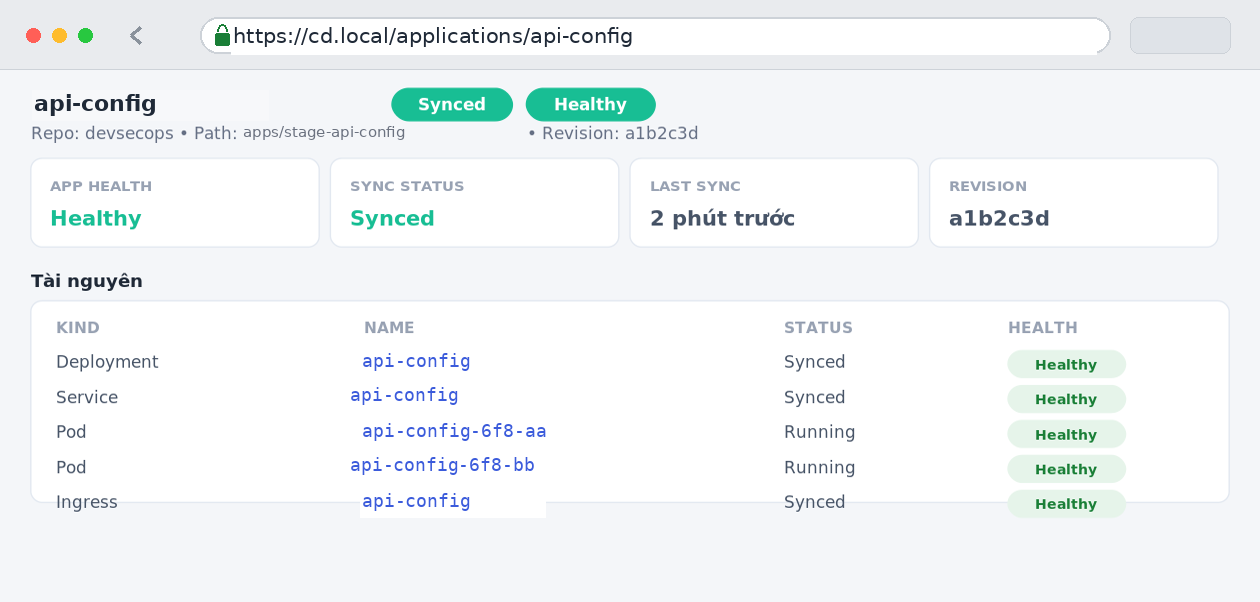 https://cd.local/applications/api-config
api-config Synced Healthy
Repo: devsecops • Path: apps/stage-api-config • Revision: a1b2c3d
APP HEALTH SYNC STATUS LAST SYNC REVISION
Healthy Synced 2 phút trước a1b2c3d
Tài nguyên
KIND NAME STATUS HEALTH
Deployment api-config Synced Healthy
Service api-config Synced Healthy
Pod api-config-6f8-aa Running Healthy
Pod api-config-6f8-bb Running Healthy
Ingress api-config Synced Healthy